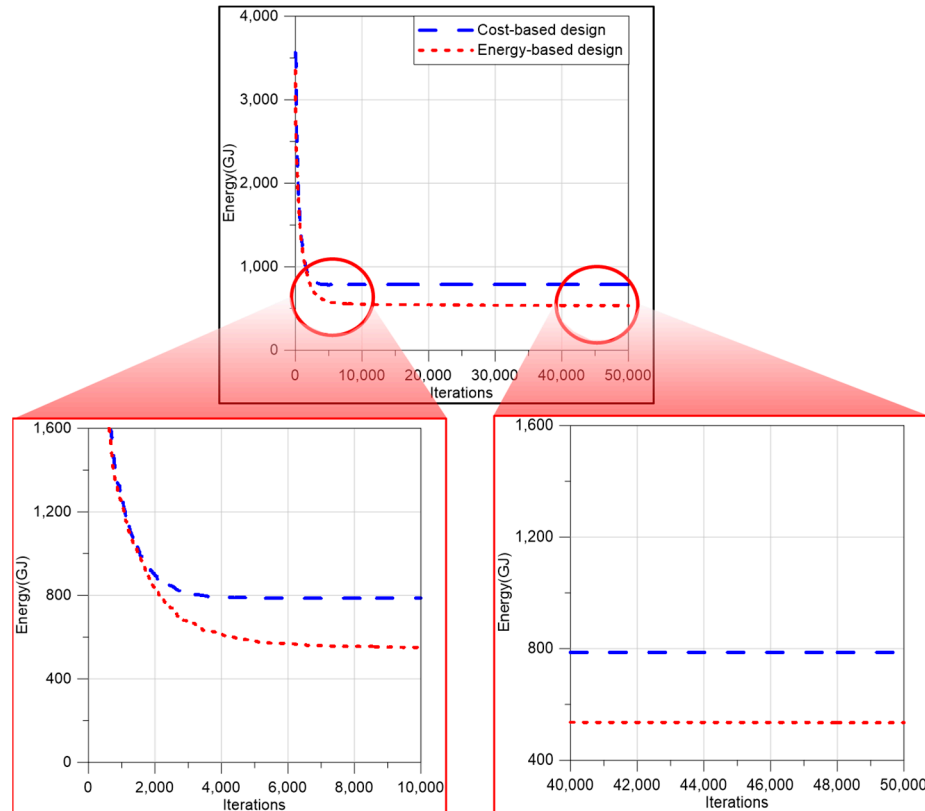 4,000
Cost-based design
Energy-based design
3,000
2,000
1,000
0
Energy(GJ)
0 10,000 20,000 30,000 40,000 50,000
Iterations
1,600
1,200
800
400
0
Energy(GJ)
0 2,000 4,000 6,000 8,000 10,000
Iterations
1,600
1,200
800
400
Energy(GJ)
40,000 42,000 44,000 46,000 48,000 50,000
Iterations